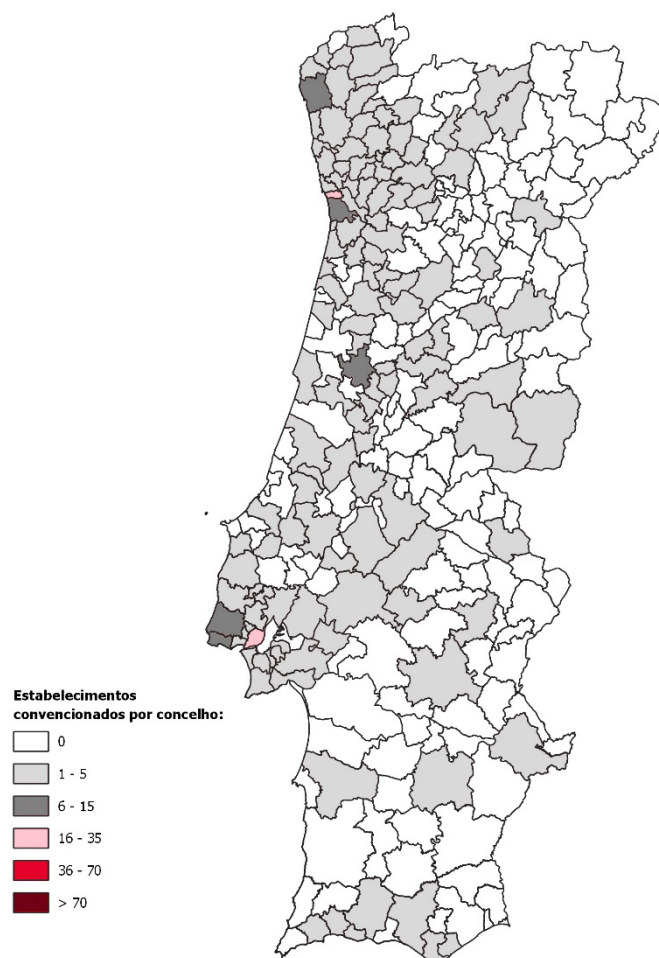 Estabelecimentos
convencionados por concelho:
0
1 - 5
6 - 15
16 - 35
36 - 70
> 70